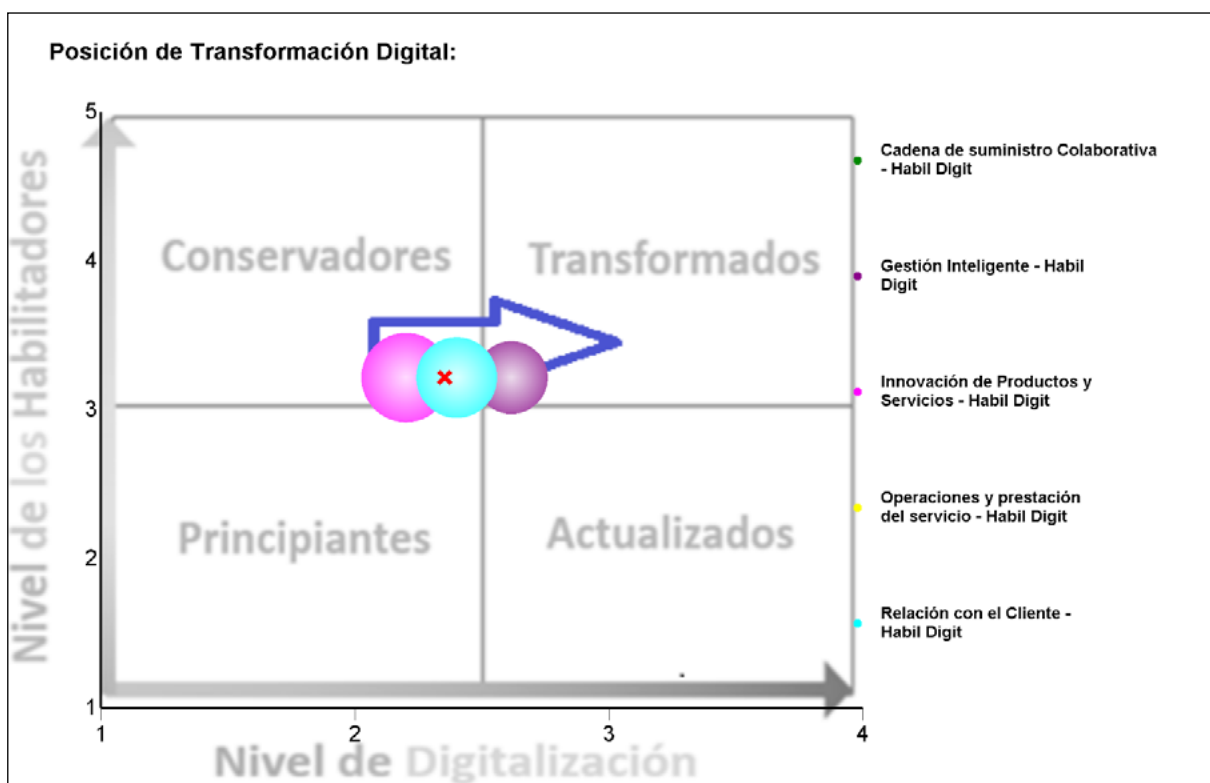 Posición de Transformación Digital:
5
4
3
2
1
Nivel de los Habilitadores
Conservadores
Transformados
Principiantes
Actualizados
1
2
3
4
Nivel de Digitalización
Cadena de suministro Colaborativa
- Habil Digit
Gestión Inteligente - Habil
Digit
Innovación de Productos y
Servicios - Habil Digit
Operaciones y prestación
del servicio - Habil Digit
Relación con el Cliente -
Habil Digit